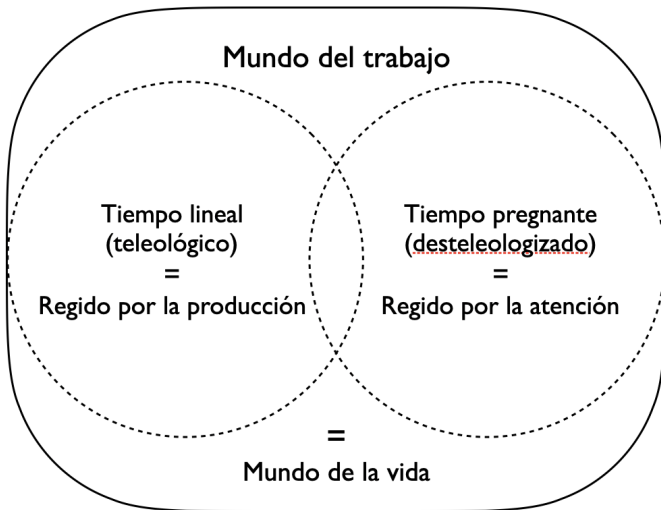 Mundo del trabajo
Tiempo lineal
(teleológico)
=
Regido por la producción
Tiempo pregnante
(desteleologizado)
=
Regido por la atención
=
Mundo de la vida